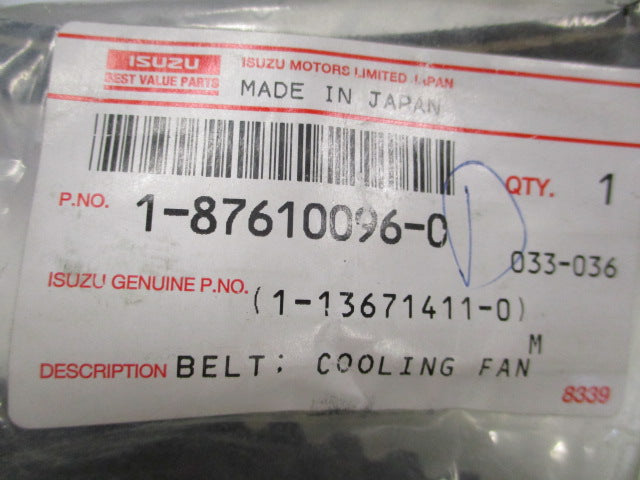 ISUZU
BEST VALUE PARTS
ISUZU MOTORS LIMITED JAPAN
MADE IN JAPAN
QTY. 1
P.NO. 1-87610096-0
033-036
ISUZU GENUINE P.NO. (1-13671411-0)
M
DESCRIPTION BELT; COOLING FAN
8339